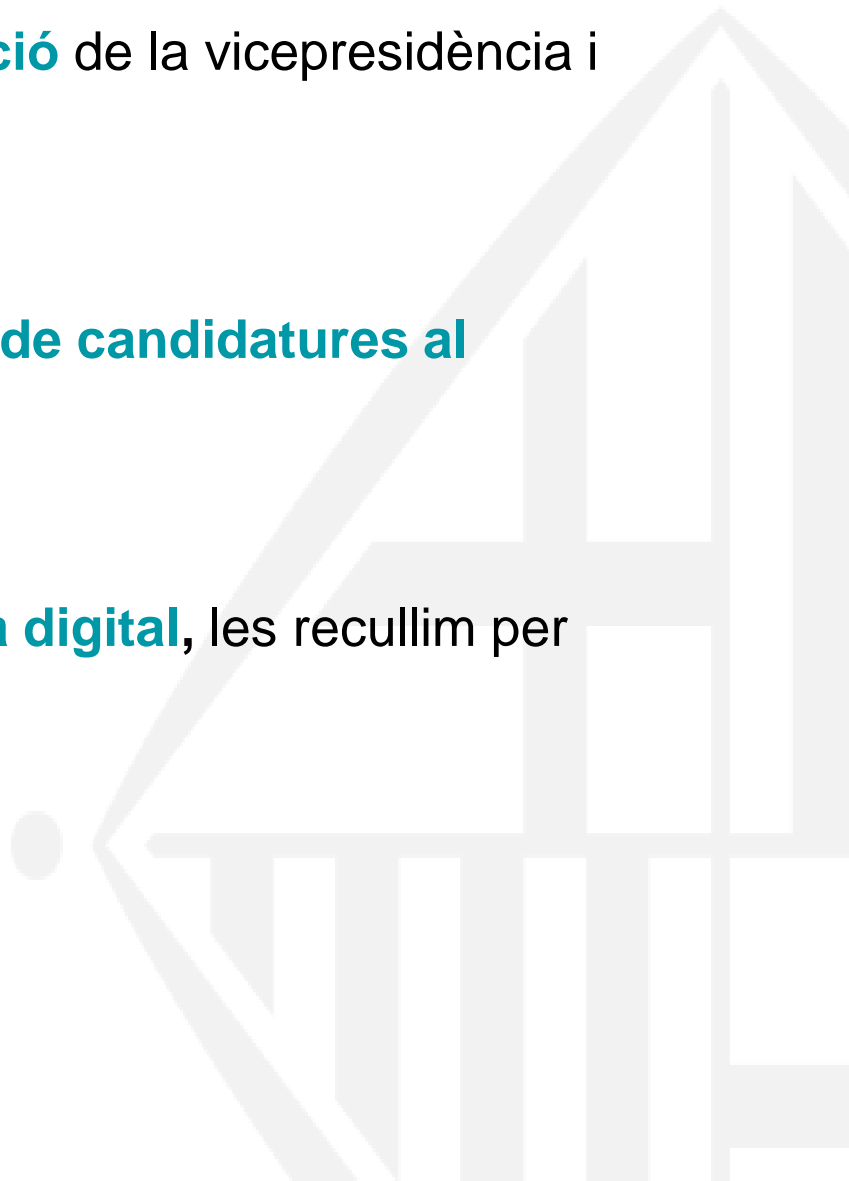 ció de la vicepresidència i
de candidatures al
a digital, les recullim per